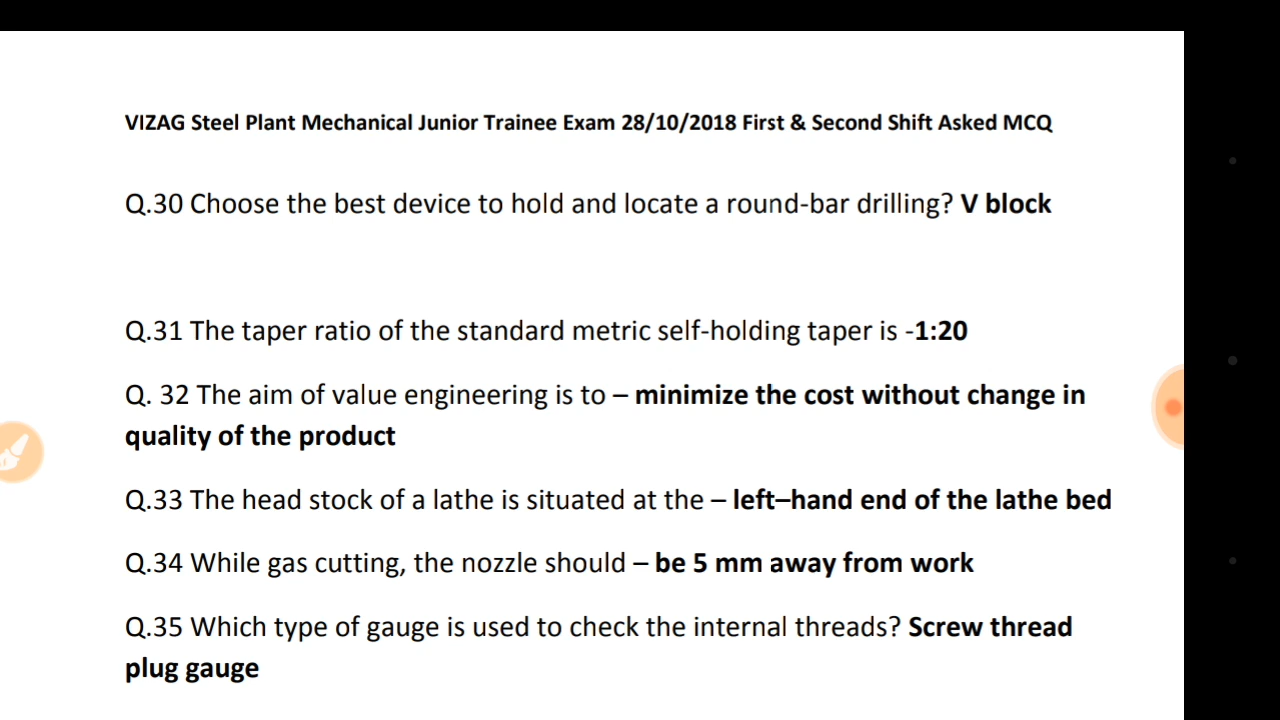 VIZAG Steel Plant Mechanical Junior Trainee Exam 28/10/2018 First & Second Shift Asked MCQ
Q.30 Choose the best device to hold and locate a round-bar drilling? V block
Q.31 The taper ratio of the standard metric self-holding taper is -1:20
Q. 32 The aim of value engineering is to – minimize the cost without change in
quality of the product
Q.33 The head stock of a lathe is situated at the – left–hand end of the lathe bed
Q.34 While gas cutting, the nozzle should – be 5 mm away from work
Q.35 Which type of gauge is used to check the internal threads? Screw thread
plug gauge